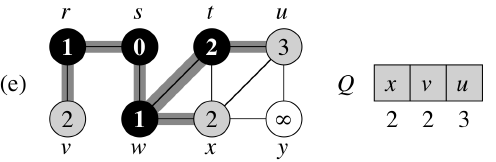 r s t u
1 0 2 3
(e) Q x v u
2 1 2 ∞ 2 2 3
v w x y